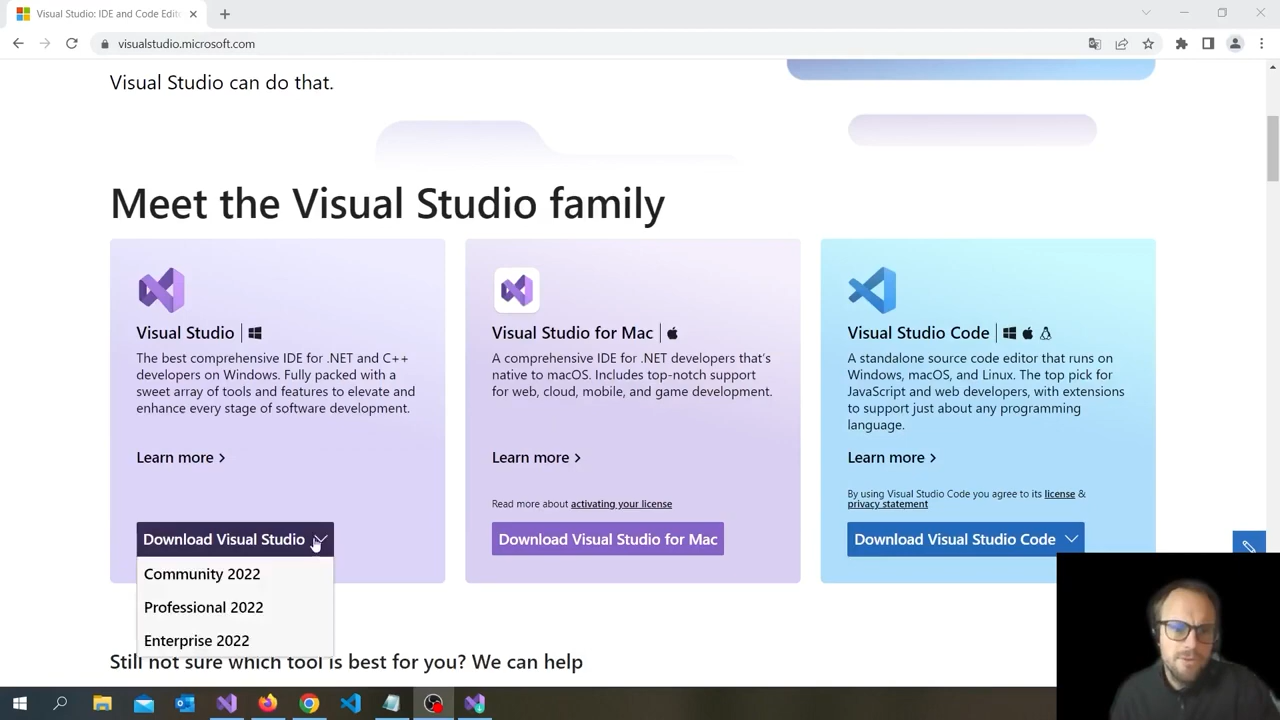 Visual Studio: IDE and Code Edit
visualstudio.microsoft.com
Visual Studio can do that.
Meet the Visual Studio family
Visual Studio
The best comprehensive IDE for .NET and C++
developers on Windows. Fully packed with a
sweet array of tools and features to elevate and
enhance every stage of software development.
Learn more
Download Visual Studio
Community 2022
Professional 2022
Enterprise 2022
Visual Studio for Mac
A comprehensive IDE for .NET developers that's
native to macOS. Includes top-notch support
for web, cloud, mobile, and game development.
Learn more
Read more about activating your license
Download Visual Studio for Mac
Visual Studio Code
A standalone source code editor that runs on
Windows, macOS, and Linux. The top pick for
JavaScript and web developers, with extensions
to support just about any programming
language.
Learn more
By using Visual Studio Code you agree to its license &
privacy statement
Download Visual Studio Code
Still not sure which tool is best for you? We can help